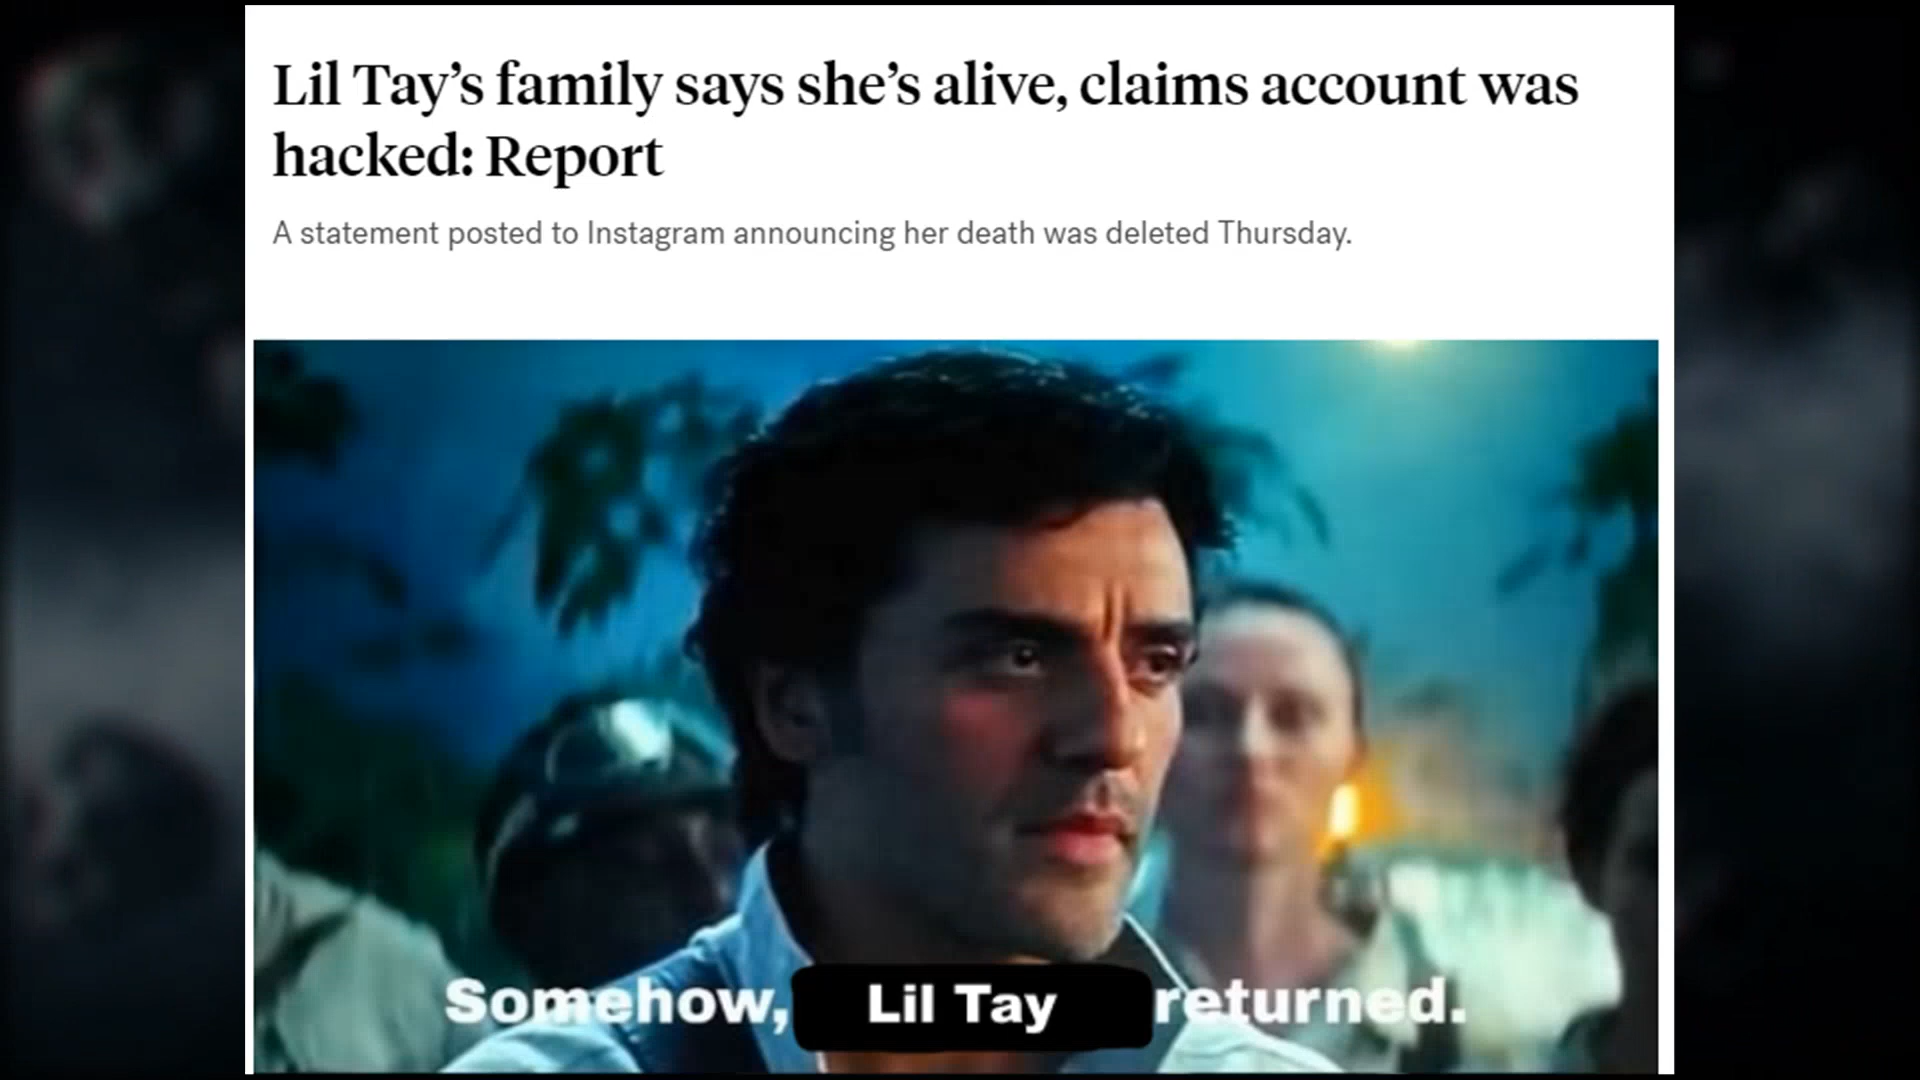 Lil Tay’s family says she’s alive, claims account was
hacked: Report
A statement posted to Instagram announcing her death was deleted Thursday.
Somehow, Lil Tay returned.